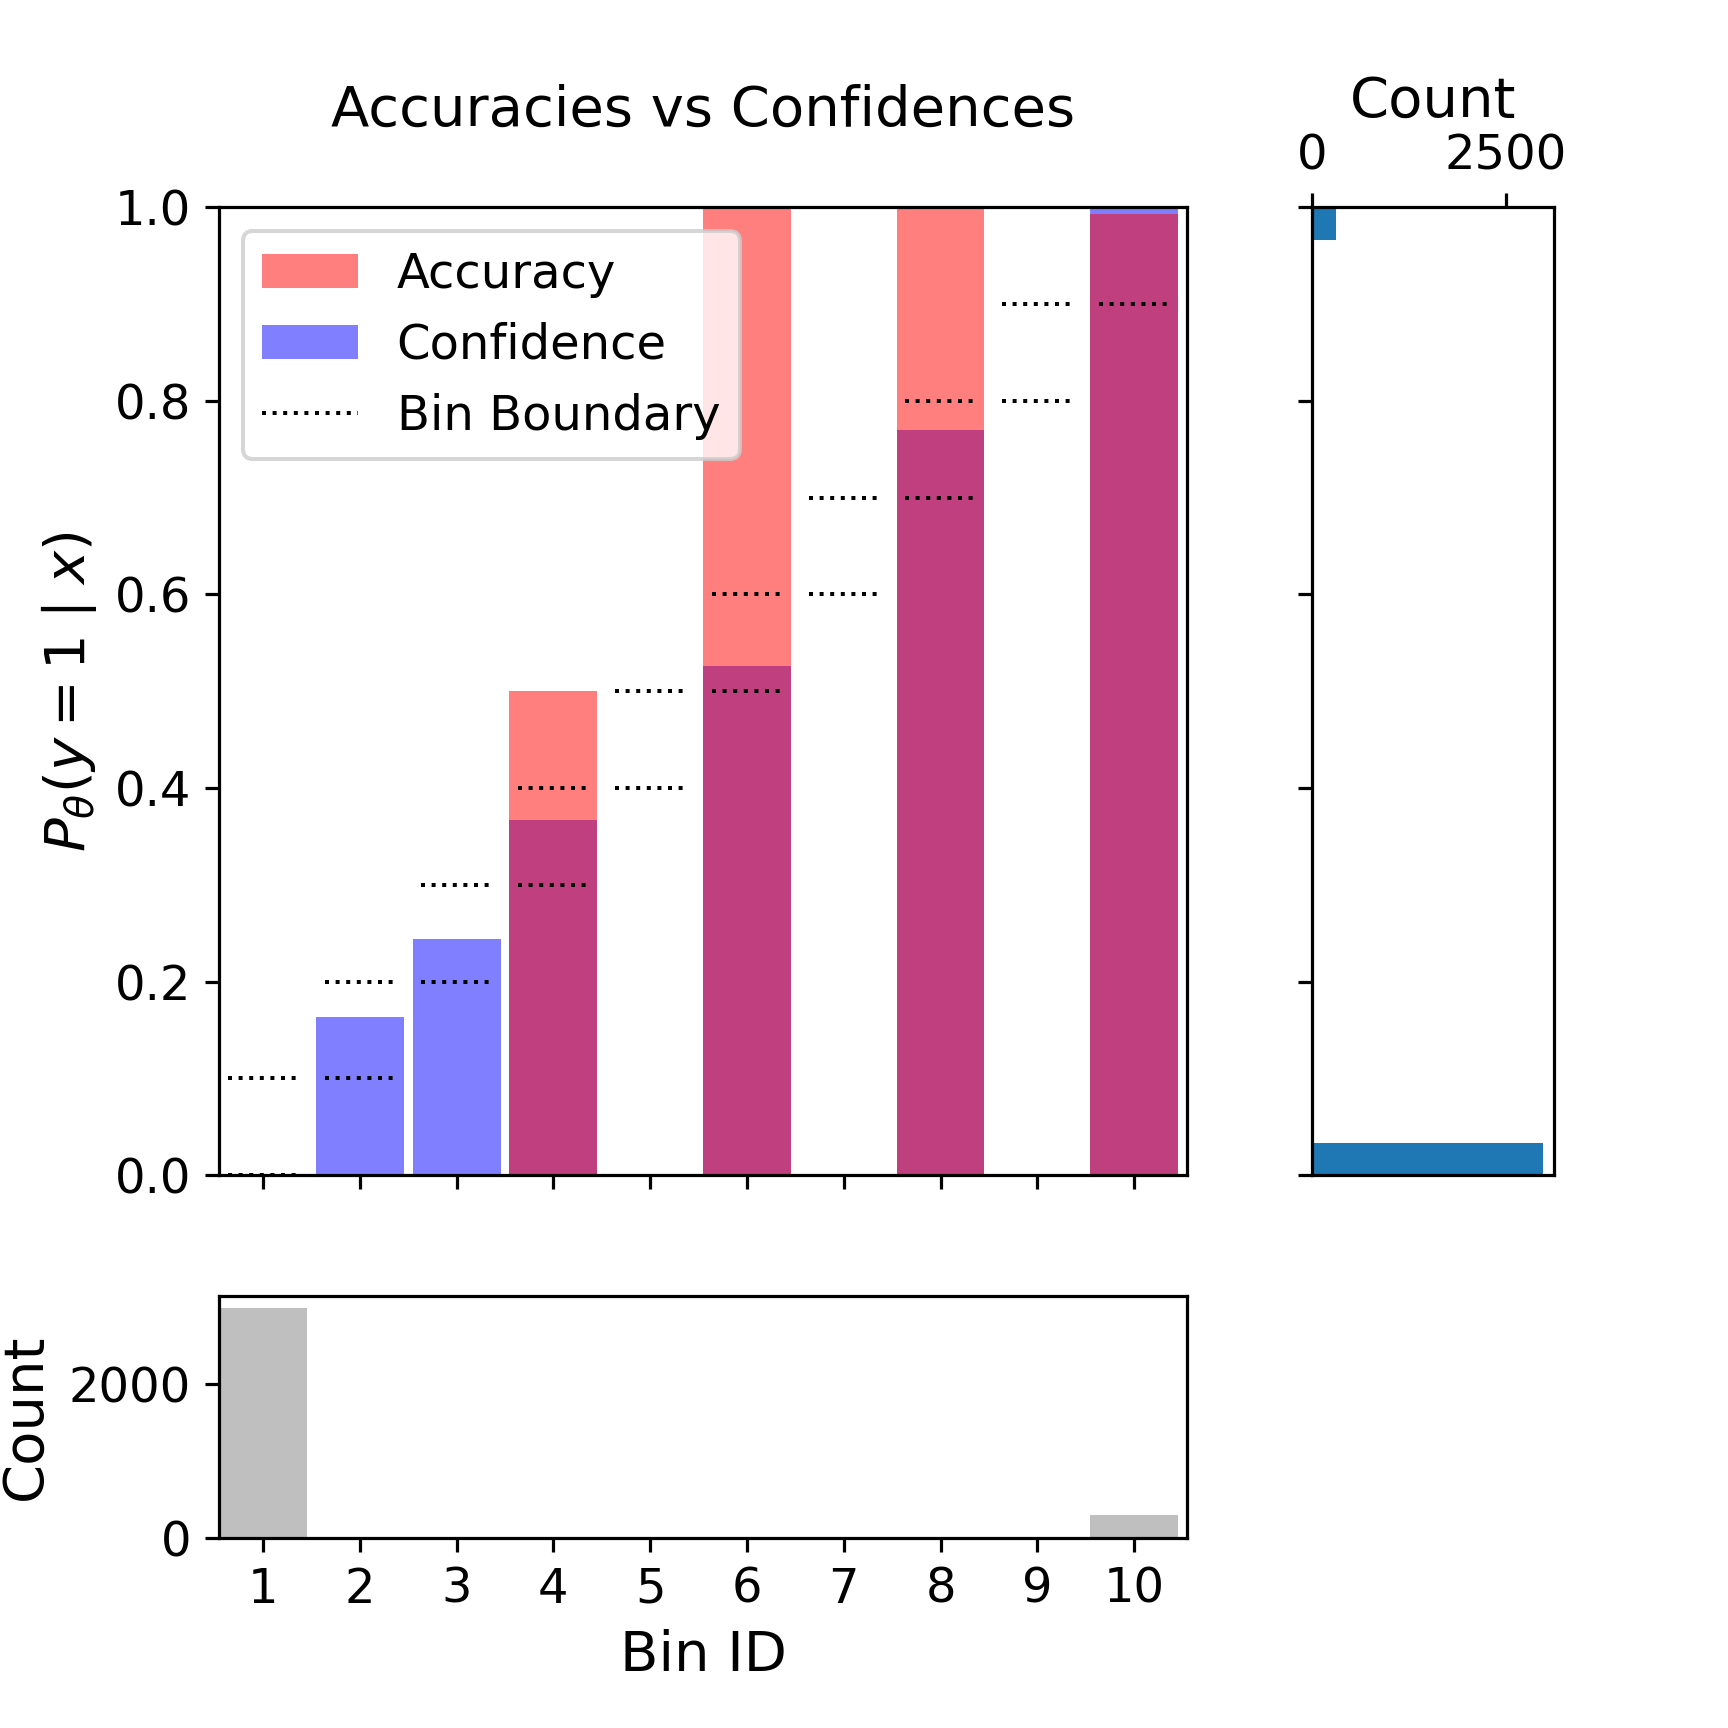 Accuracies vs Confidences
Count
0 2500
1.0
0.8
0.6
0.4
0.2
0.0
Accuracy
Confidence
Bin Boundary
P_θ(y = 1 | x)
Count
2000
0
1 2 3 4 5 6 7 8 9 10
Bin ID